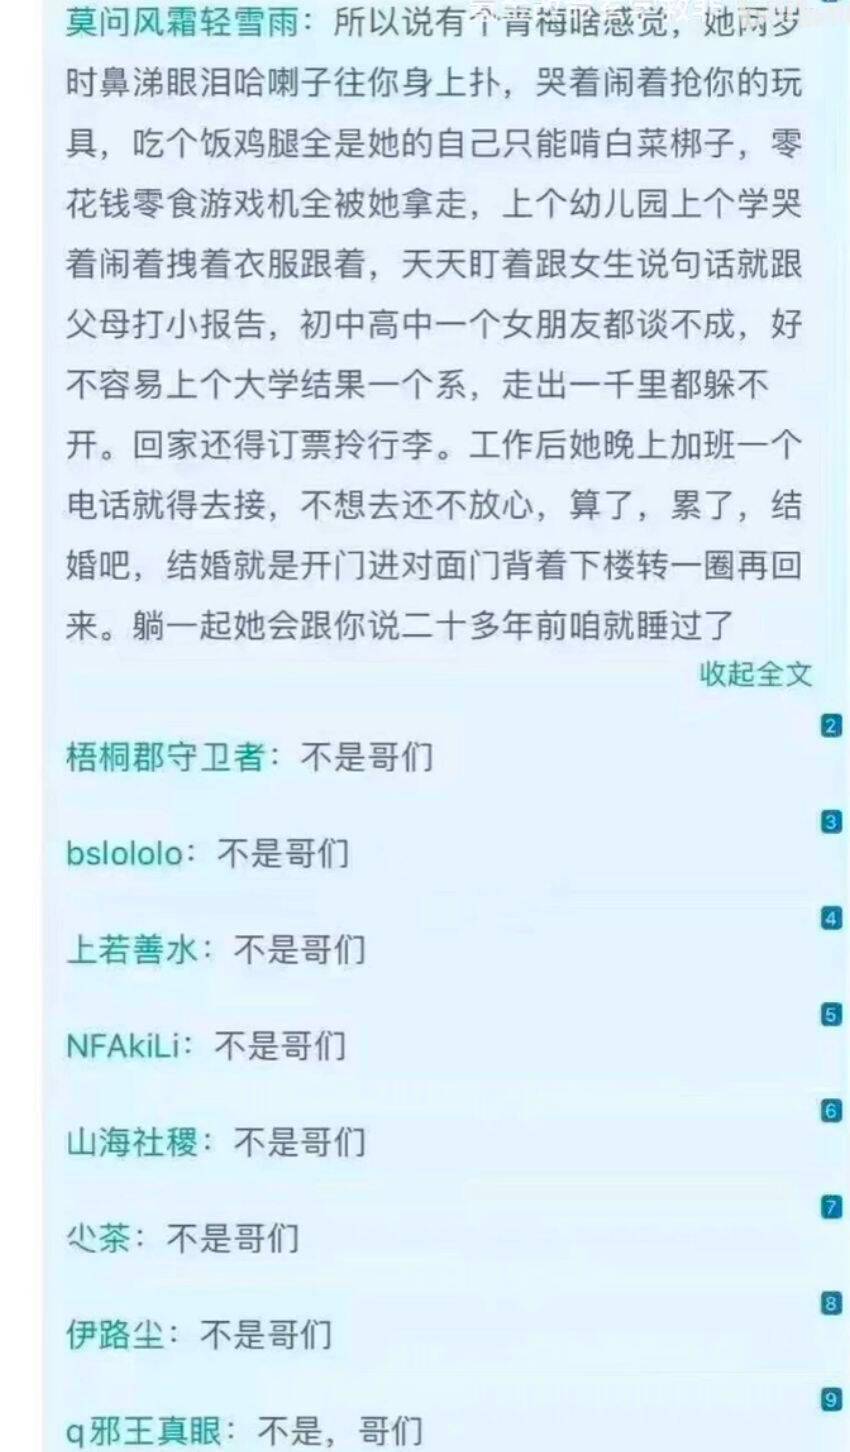 莫问风霜轻雪雨：所以说有个青梅啥感觉，她两岁
时鼻涕眼泪哈喇子往你身上扑，哭着闹着抢你的玩
具，吃个饭鸡腿全是她的自己只能啃白菜梆子，零
花钱零食游戏机全被她拿走，上个幼儿园上个学哭
着闹着拽着衣服跟着，天天盯着跟女生说句话就跟
父母打小报告，初中高中一个女朋友都谈不成，好
不容易上个大学结果一个系，走出一千里都躲不
开。回家还得订票拎行李。工作后她晚上加班一个
电话就得去接，不想去还不放心，算了，累了，结
婚吧，结婚就是开门进对面门背着下楼转一圈再回
来。躺一起她会跟你说二十多年前咱就睡过了
收起全文
2
梧桐郡守卫者：不是哥们
3
bslololo：不是哥们
4
上若善水：不是哥们
5
NFAkiLi：不是哥们
6
山海社稷：不是哥们
7
尐茶：不是哥们
8
伊路尘：不是哥们
9
q邪王真眼：不是，哥们